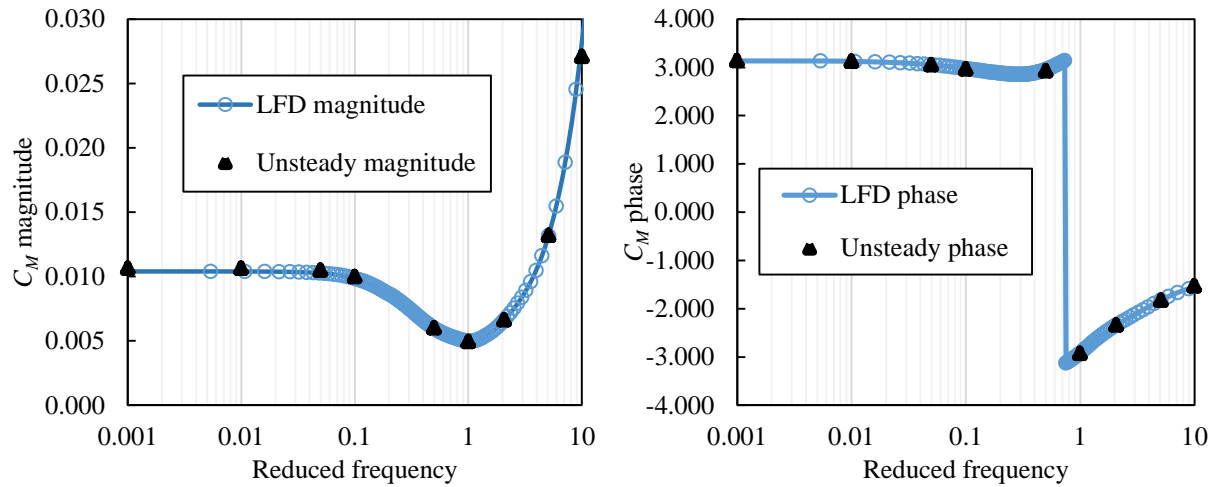 0.030
0.025
0.020
0.015
0.010
0.005
0.000
C_M magnitude
LFD magnitude
Unsteady magnitude
0.001 0.01 0.1 1 10
Reduced frequency
4.000
3.000
2.000
1.000
0.000
-1.000
-2.000
-3.000
-4.000
C_M phase
LFD phase
Unsteady phase
0.001 0.01 0.1 1 10
Reduced frequency